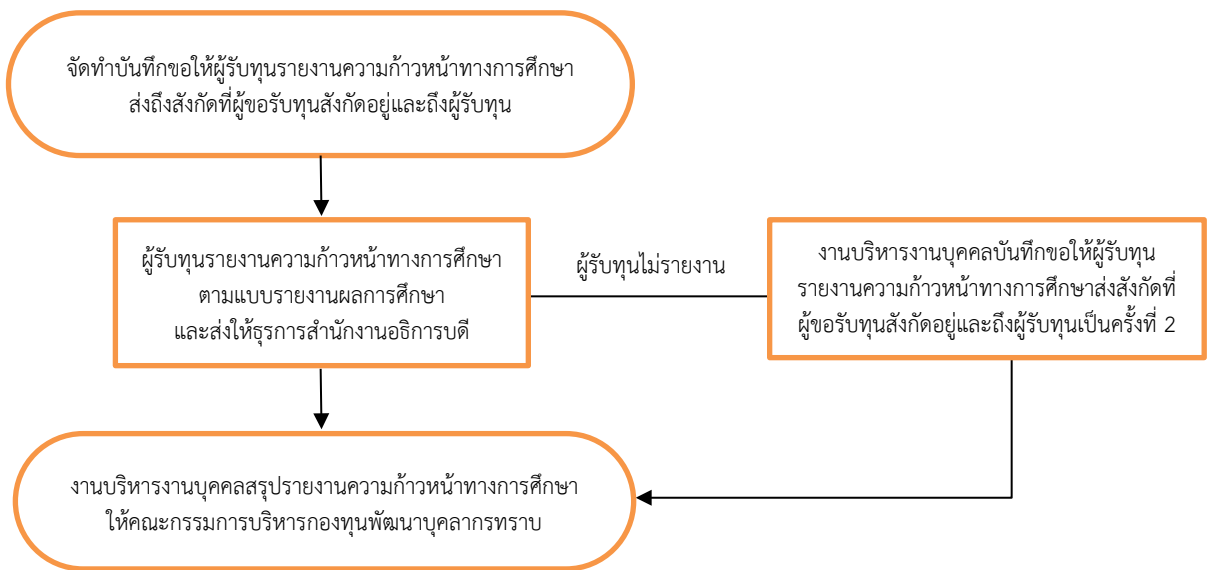 จัดทำบันทึกขอให้ผู้รับทุนรายงานความก้าวหน้าทางการศึกษา
ส่งถึงสังกัดที่ผู้ขอรับทุนสังกัดอยู่และถึงผู้รับทุน
ผู้รับทุนรายงานความก้าวหน้าทางการศึกษา
ตามแบบรายงานผลการศึกษา
และส่งให้ธุรการสำนักงานอธิการบดี
ผู้รับทุนไม่รายงาน
งานบริหารงานบุคคลบันทึกขอให้ผู้รับทุน
รายงานความก้าวหน้าทางการศึกษาส่งสังกัดที่
ผู้ขอรับทุนสังกัดอยู่และถึงผู้รับทุนเป็นครั้งที่ 2
งานบริหารงานบุคคลสรุปรายงานความก้าวหน้าทางการศึกษา
ให้คณะกรรมการบริหารกองทุนพัฒนาบุคลากรทราบ